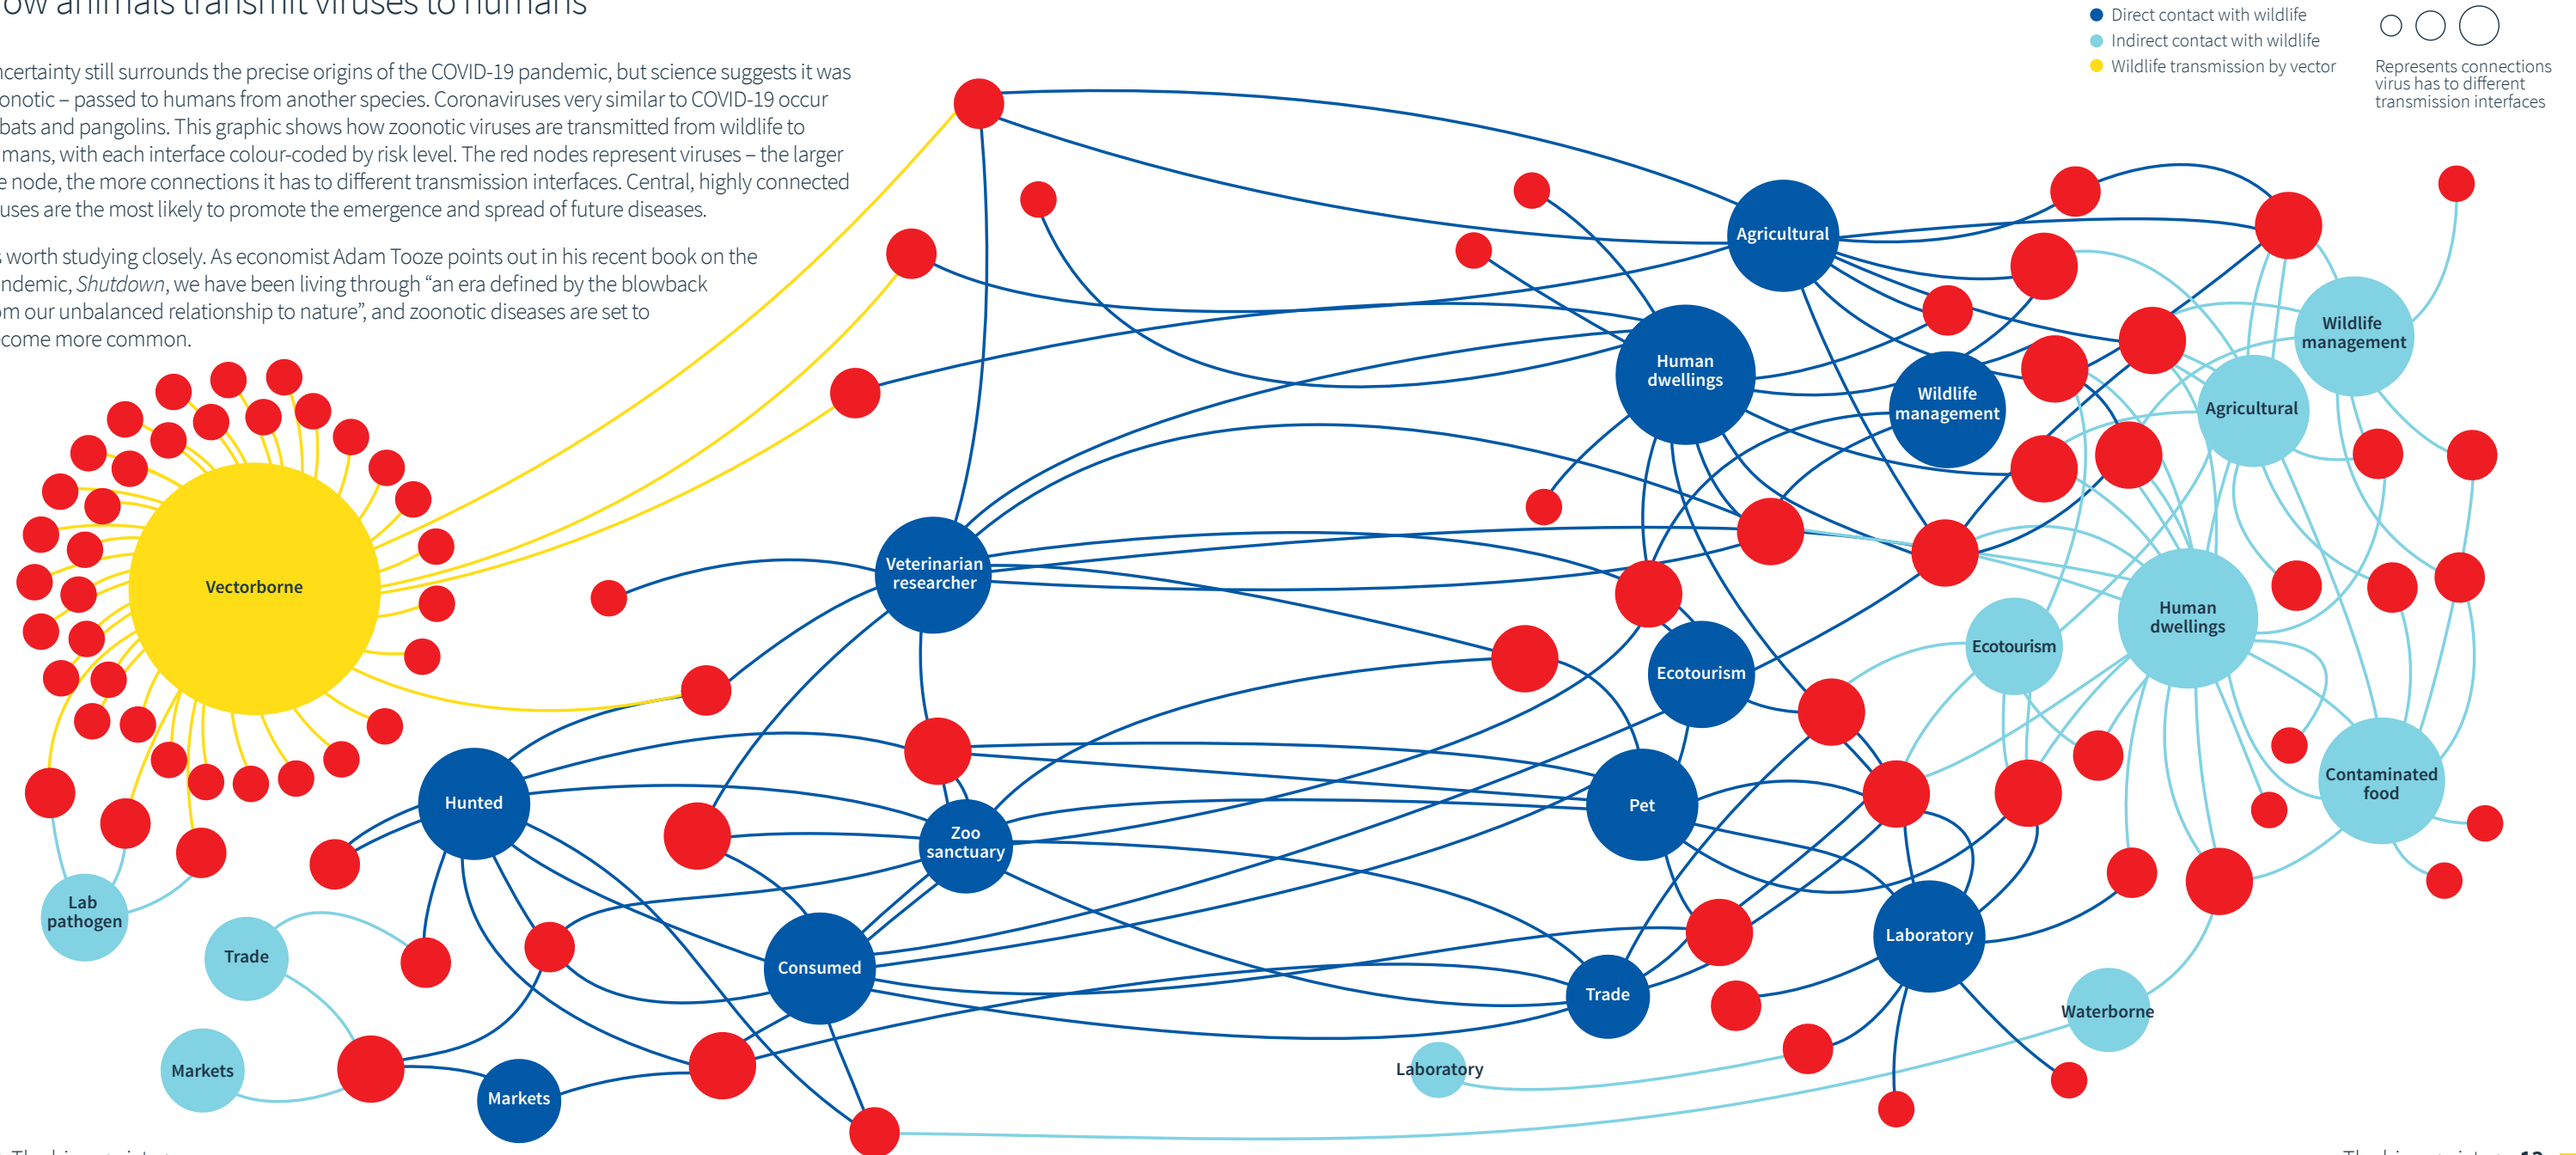 ow animals transmit viruses to humans
ncertainty still surrounds the precise origins of the COVID-19 pandemic, but science suggests it was
onotic – passed to humans from another species. Coronaviruses very similar to COVID-19 occur
bats and pangolins. This graphic shows how zoonotic viruses are transmitted from wildlife to
mans, with each interface colour-coded by risk level. The red nodes represent viruses – the larger
e node, the more connections it has to different transmission interfaces. Central, highly connected
uses are the most likely to promote the emergence and spread of future diseases.
s worth studying closely. As economist Adam Tooze points out in his recent book on the
ndemic, Shutdown, we have been living through “an era defined by the blowback
om our unbalanced relationship to nature”, and zoonotic diseases are set to
ecome more common.
Direct contact with wildlife
Indirect contact with wildlife
Wildlife transmission by vector
Represents connections
virus has to different
transmission interfaces
Agricultural
Human
dwellings
Wildlife
management
Wildlife
management
Agricultural
Vectorborne
Veterinarian
researcher
Human
dwellings
Ecotourism
Ecotourism
Hunted
Zoo
sanctuary
Pet
Contaminated
food
Lab
pathogen
Trade
Consumed
Laboratory
Trade
Waterborne
Markets
Markets
Laboratory